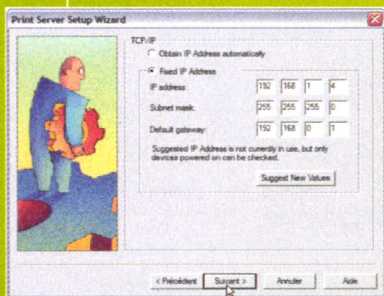 Print Server Setup Wizard
TCP/IP
Obtain IP Address automatically
Fixed IP Address
IP address: 192 168 1 4
Subnet mask: 255 255 255 0
Default gateway: 192 168 0 1
Suggested IP Address is not currently in use, but only
devices powered on can be checked.
Suggest New Values
< Précédent Suivant > Annuler Aide